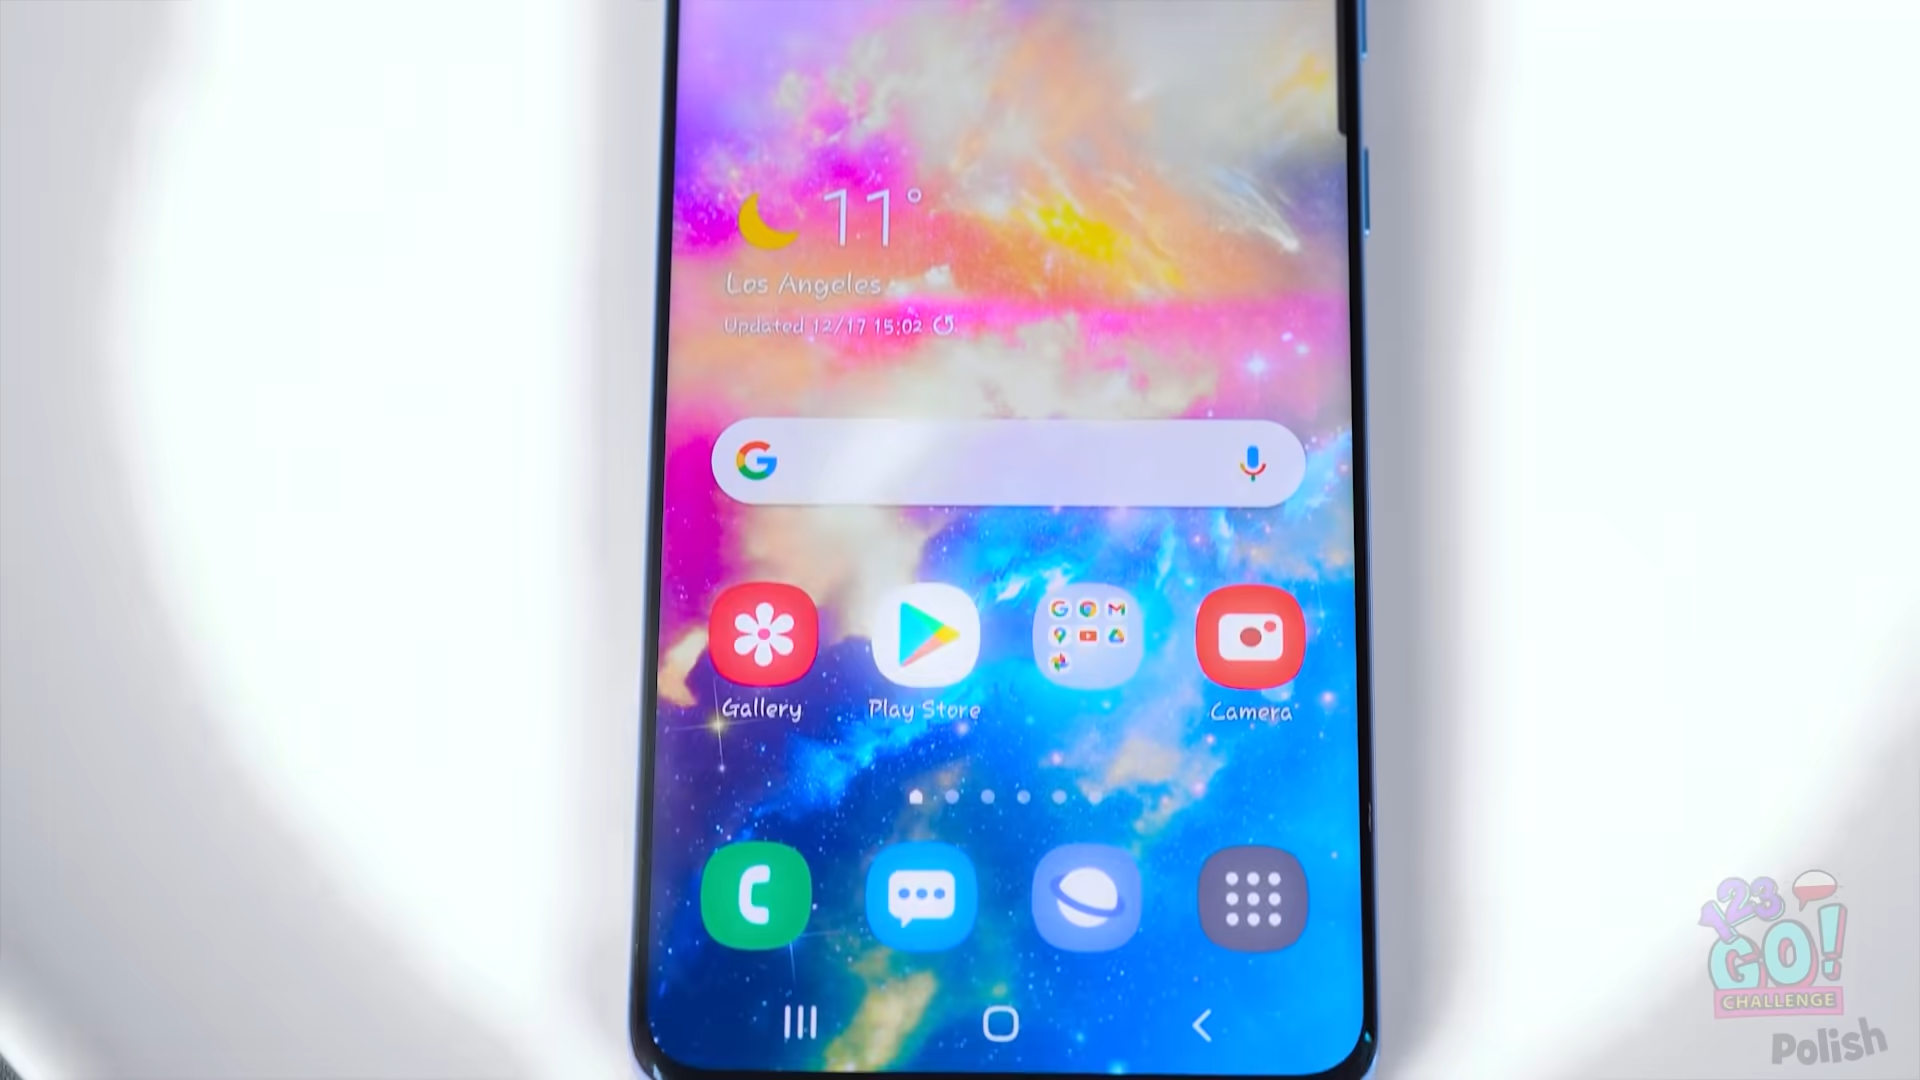 11°
Los Angeles
Updated 12/17 15:02
Gallery
Play Store
Camera
123
GO!
CHALLENGE
Polish